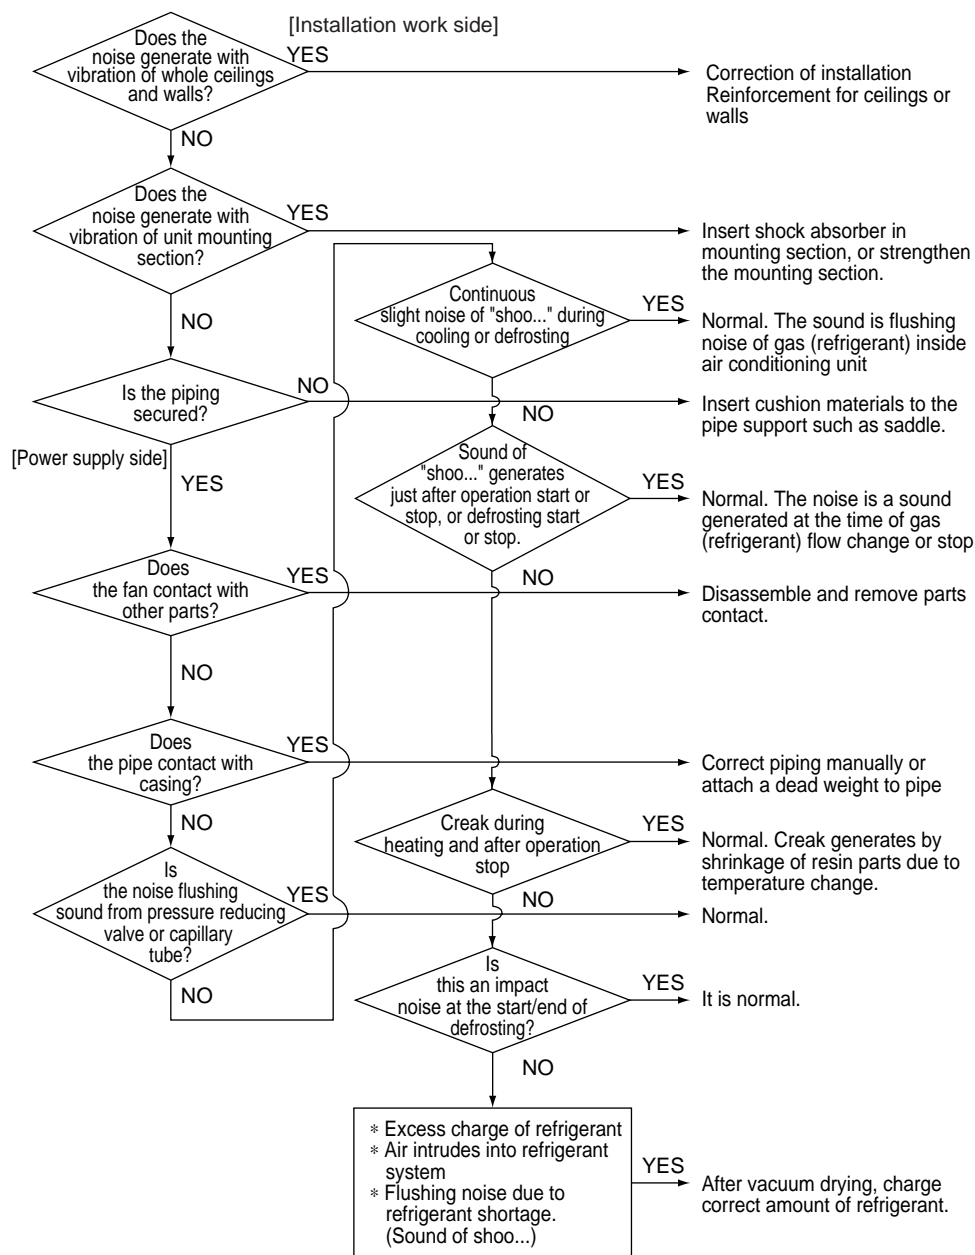 [Installation work side]
Does the
noise generate with
vibration of whole ceilings
and walls?
YES
Correction of installation
Reinforcement for ceilings or
walls
NO
Does the
noise generate with
vibration of unit mounting
section?
YES
Insert shock absorber in
mounting section, or strengthen
the mounting section.
NO
Is the piping
secured?
NO
Insert cushion materials to the
pipe support such as saddle.
[Power supply side]
YES
Does
the fan contact with
other parts?
YES
Disassemble and remove parts
contact.
NO
Does
the pipe contact with
casing?
YES
Correct piping manually or
attach a dead weight to pipe
NO
Is
the noise flushing
sound from pressure reducing
valve or capillary
tube?
YES
Normal.
NO
Continuous
slight noise of "shoo..." during
cooling or defrosting
YES
Normal. The sound is flushing
noise of gas (refrigerant) inside
air conditioning unit
NO
Sound of
"shoo..." generates
just after operation start or
stop, or defrosting start
or stop.
YES
Normal. The noise is a sound
generated at the time of gas
(refrigerant) flow change or stop
NO
Creak during
heating and after operation
stop
YES
Normal. Creak generates by
shrinkage of resin parts due to
temperature change.
NO
Is
this an impact
noise at the start/end of
defrosting?
YES
It is normal.
NO
* Excess charge of refrigerant
* Air intrudes into refrigerant
system
* Flushing noise due to
refrigerant shortage.
(Sound of shoo...)
YES
After vacuum drying, charge
correct amount of refrigerant.